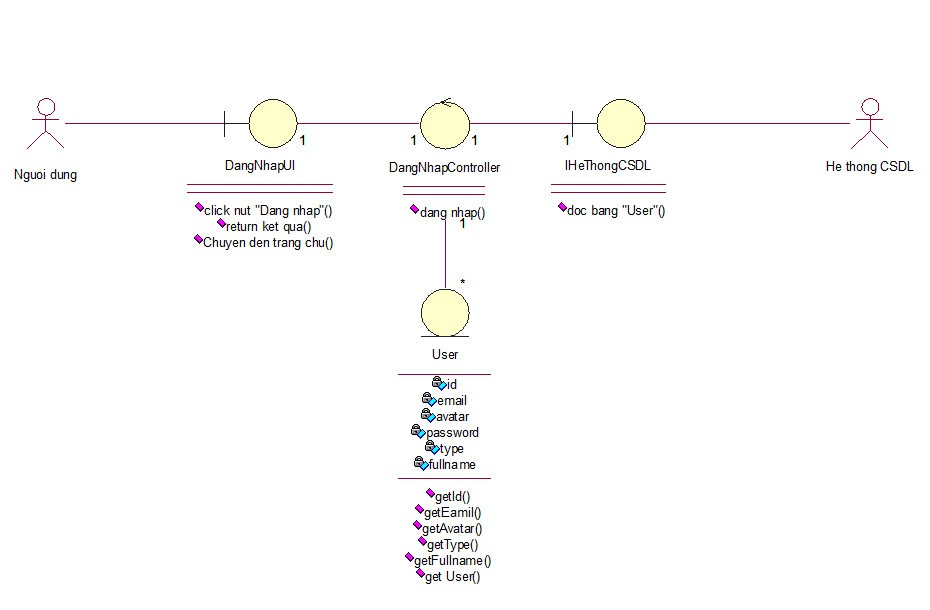 1
1
1
1
Nguoi dung
DangNhapUI
DangNhapController
IHeThongCSDL
He thong CSDL
click nut "Dang nhap"()
return ket qua()
Chuyen den trang chu()
dang nhap()
doc bang "User"()
1
*
User
id
email
avatar
password
type
fullname
getId()
getEamil()
getAvatar()
getType()
getFullname()
get User()